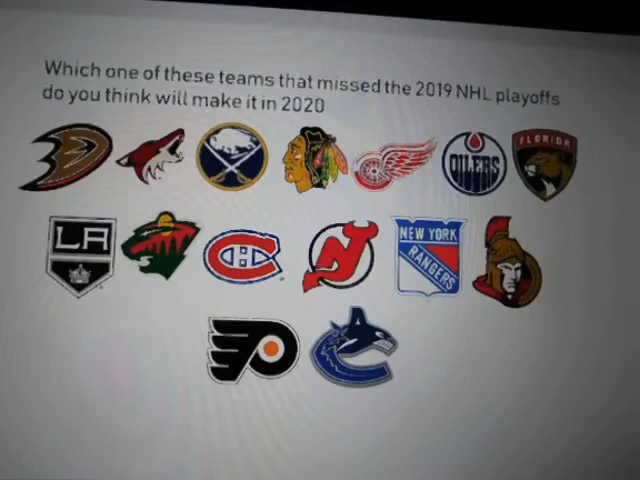 Which one of these teams that missed the 2019 NHL playoffs
do you think will make it in 2020
OILERS
FLORIDA
LA
NEW YORK
RANGERS